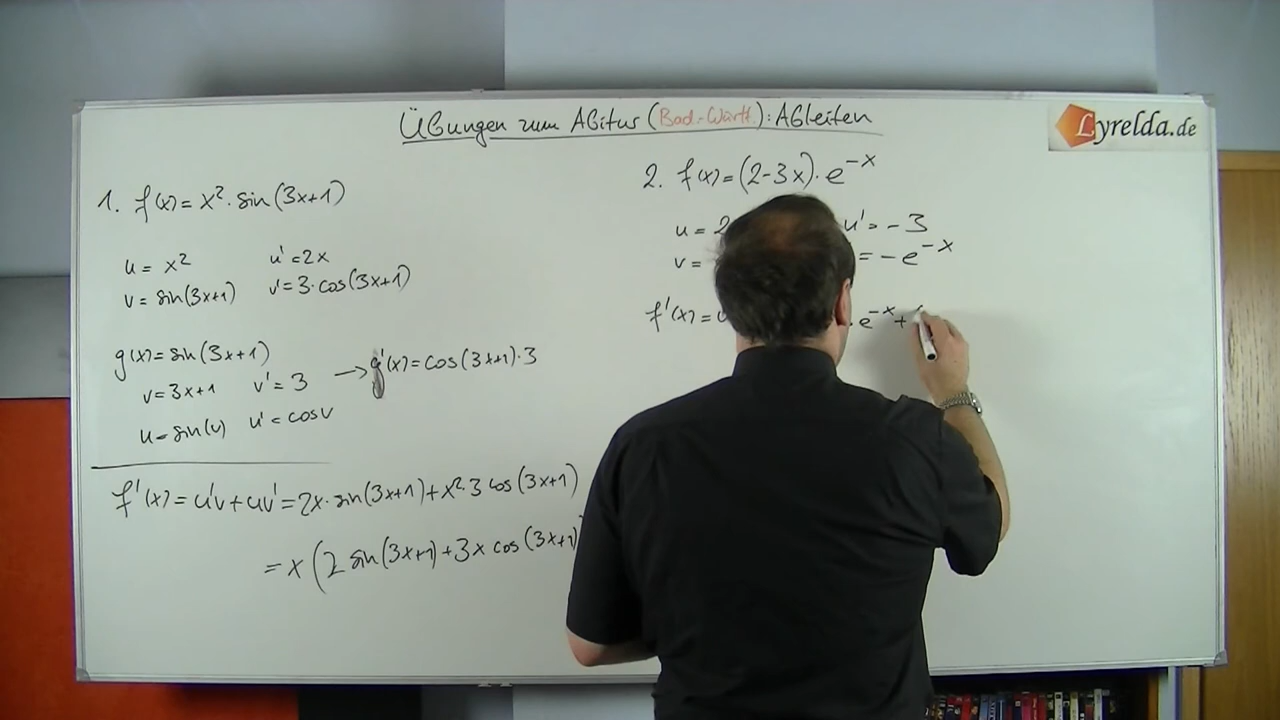 Übungen zum Abitur (Bad.-Württ.): Ableiten
Lyrelda.de
1. f(x) = x²·sin(3x+1)
u = x² u' = 2x
v = sin(3x+1) v' = 3·cos(3x+1)
g(x) = sin(3x+1)
v = 3x+1 v' = 3 → g'(x) = cos(3x+1)·3
u = sin(v) u' = cos v
f'(x) = u'v + uv' = 2x·sin(3x+1) + x²·3 cos(3x+1)
= x(2 sin(3x+1) + 3x cos(3x+1)
2. f(x) = (2-3x)·e^-x
u = 2 u' = -3
v = = -e^-x
f'(x) = ·e^-x +